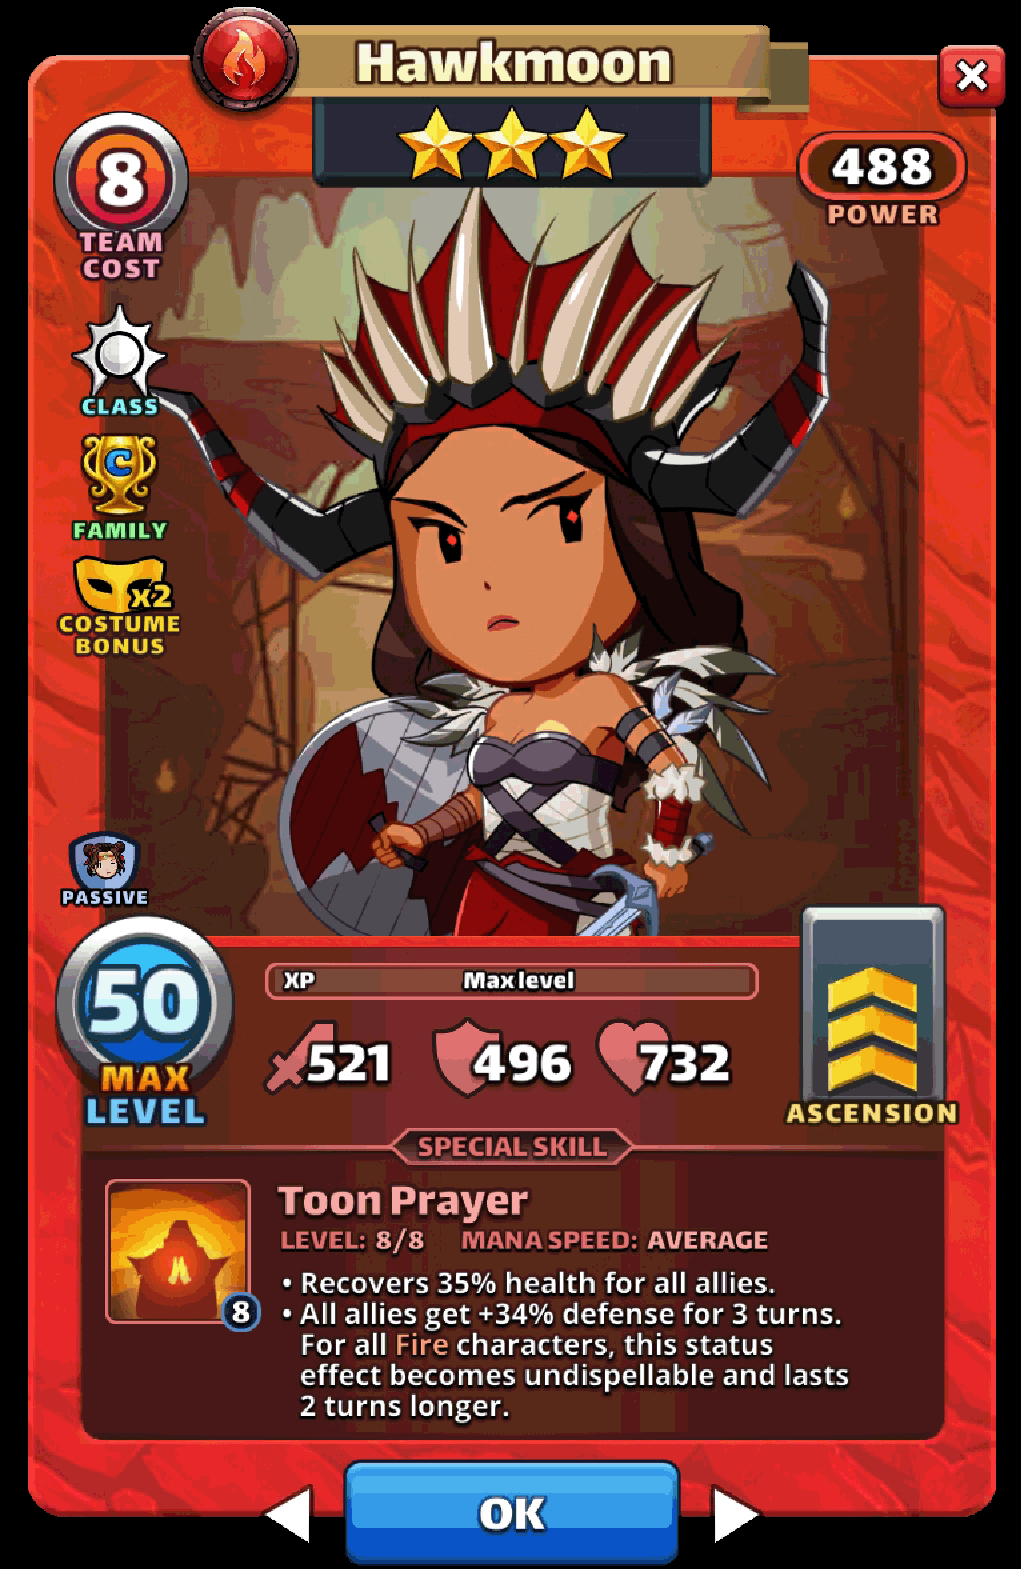 Hawkmoon
8
TEAM
COST
488
POWER
CLASS
C
FAMILY
x2
COSTUME
BONUS
PASSIVE
50
MAX
LEVEL
XP Max level
521 496 732
ASCENSION
SPECIAL SKILL
Toon Prayer
LEVEL: 8/8 MANA SPEED: AVERAGE
8
• Recovers 35% health for all allies.
• All allies get +34% defense for 3 turns.
For all Fire characters, this status
effect becomes undispellable and lasts
2 turns longer.
OK